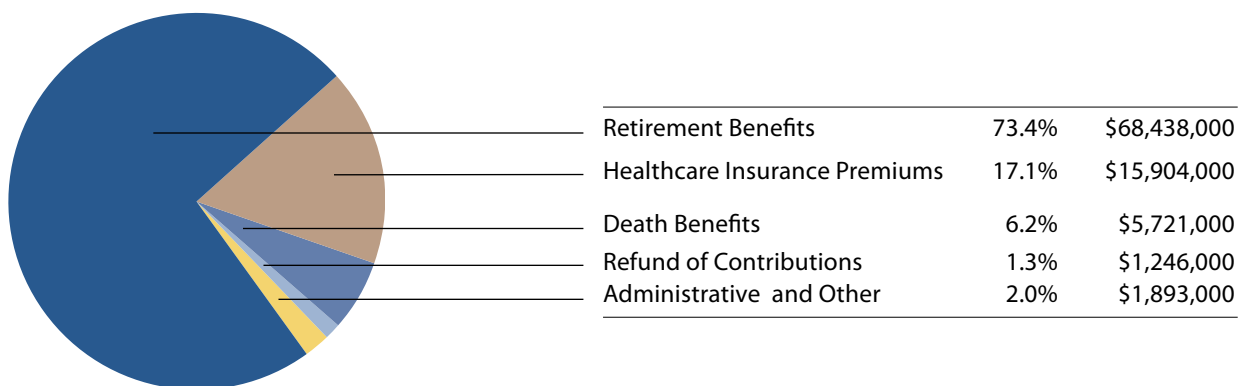 Retirement Benefits 73.4% $68,438,000
Healthcare Insurance Premiums 17.1% $15,904,000
Death Benefits 6.2% $5,721,000
Refund of Contributions 1.3% $1,246,000
Administrative and Other 2.0% $1,893,000